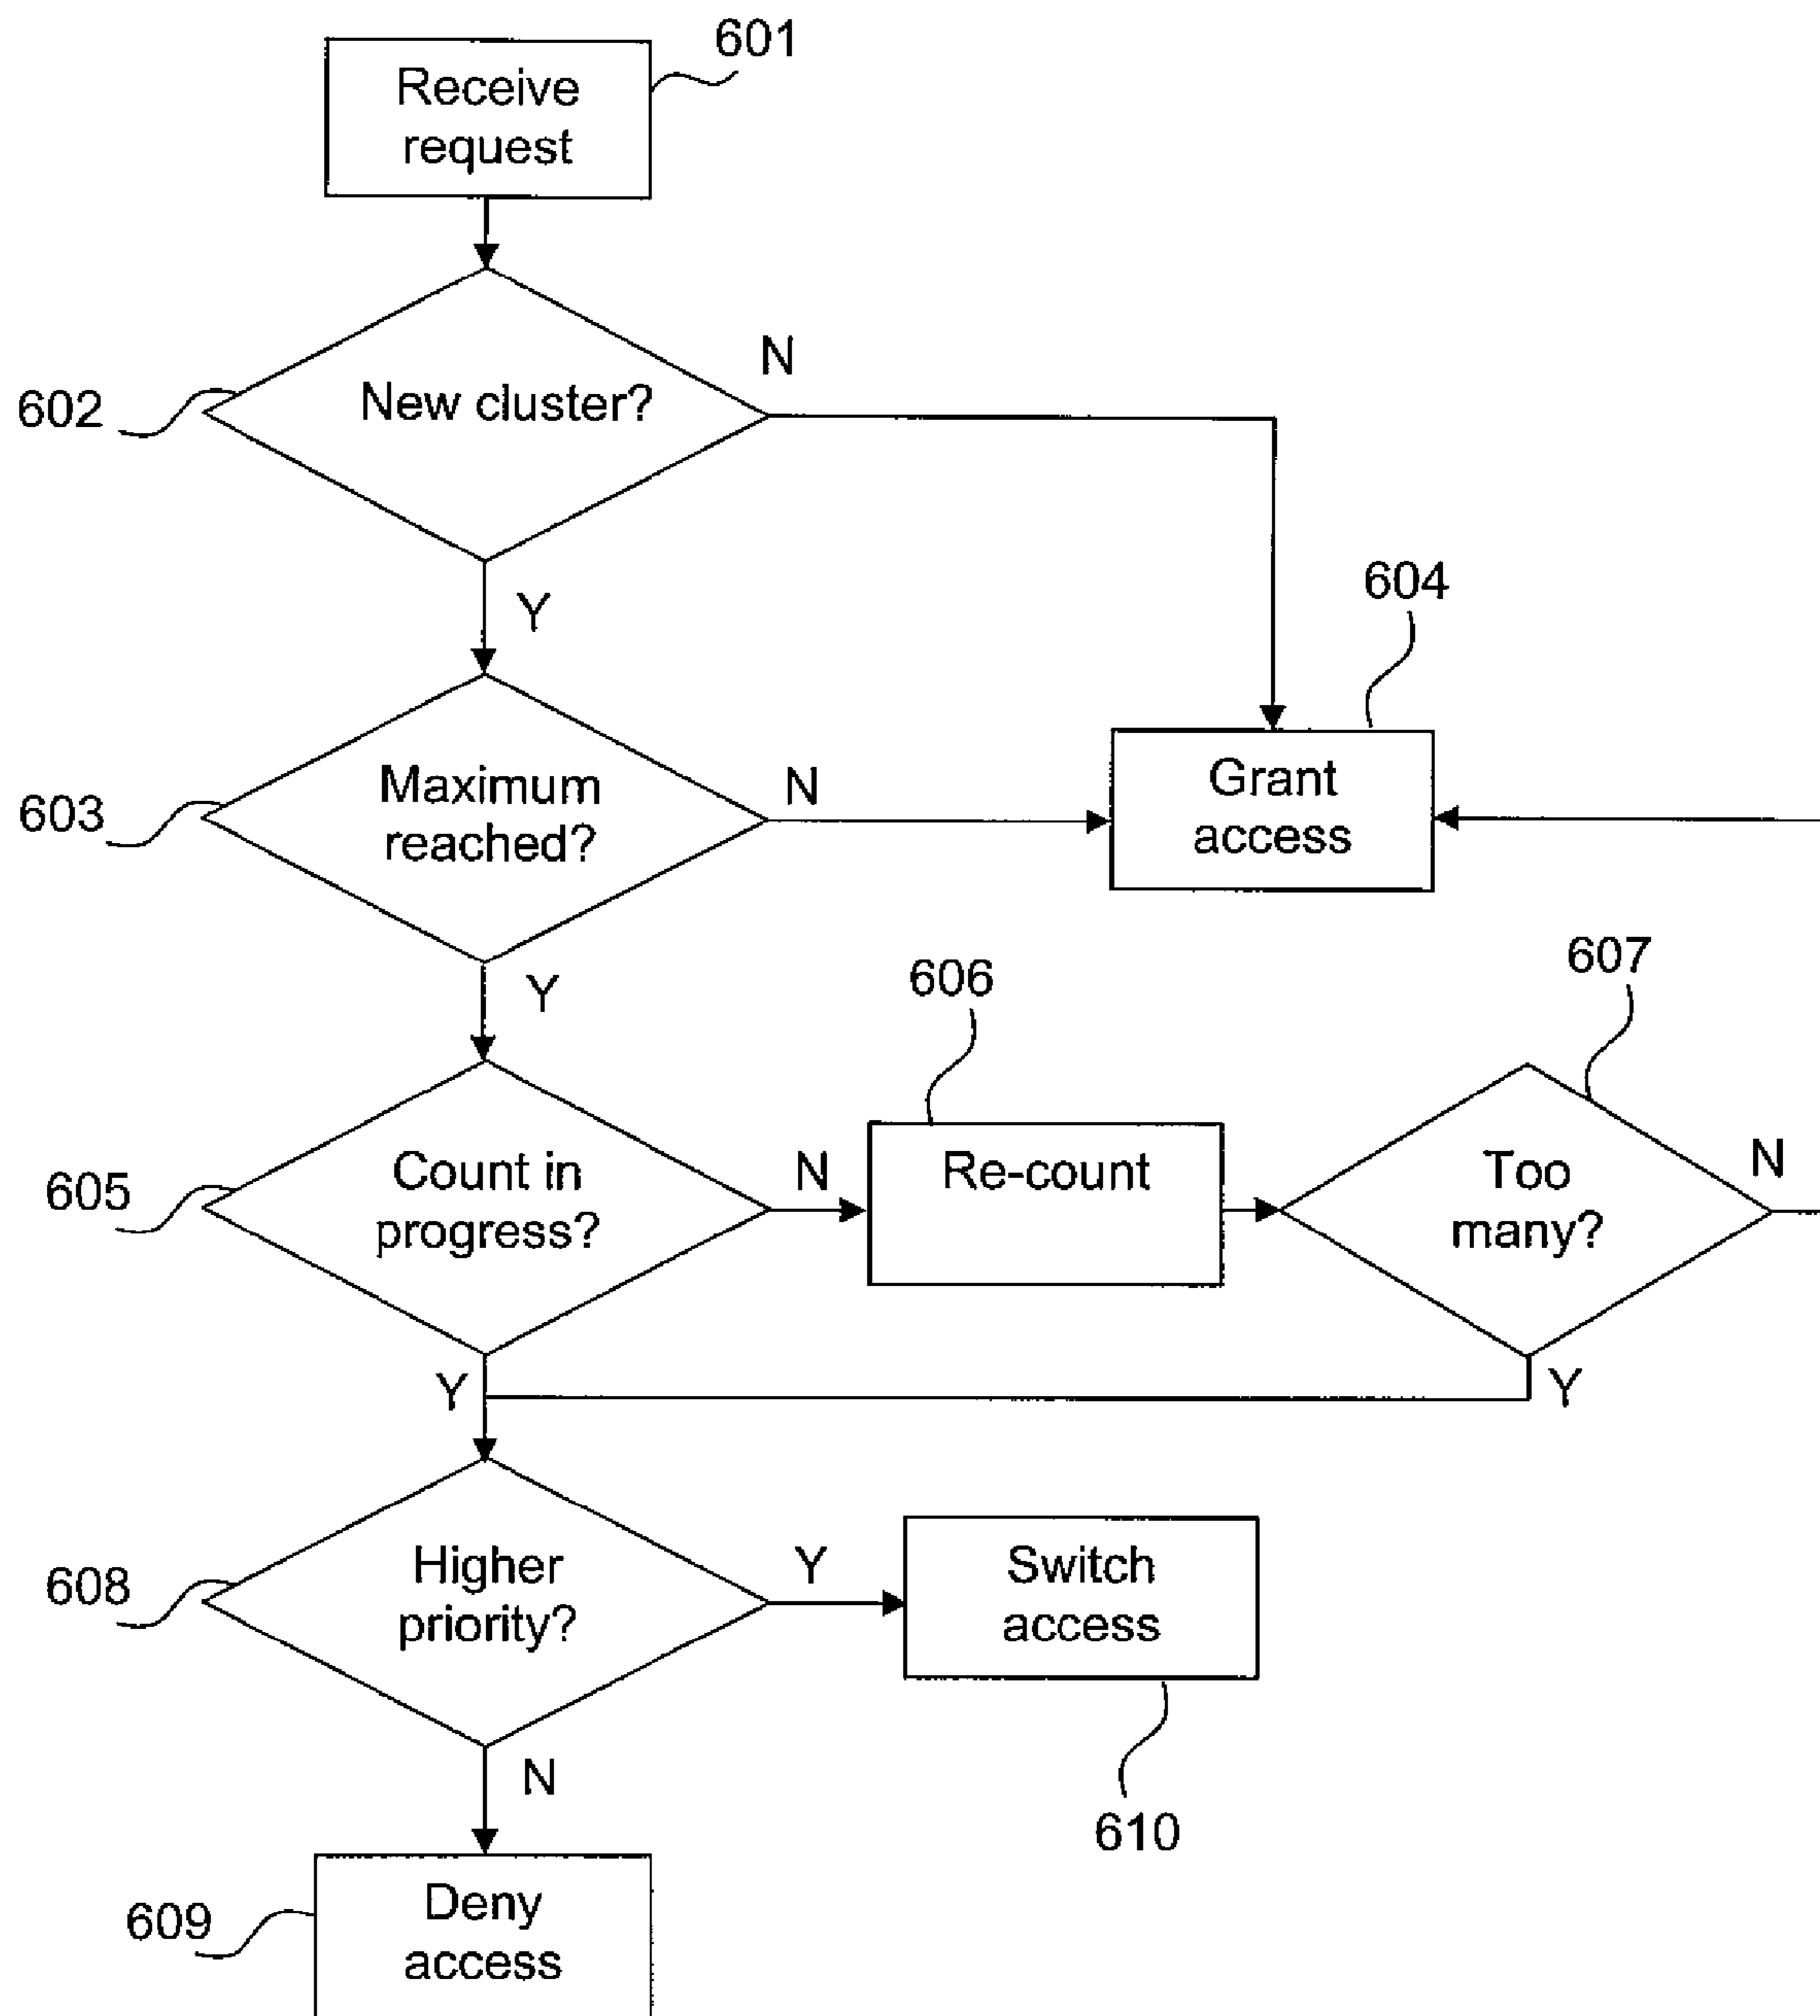 601
Receive
request
N
602
New cluster?
Y
604
603
Maximum
reached?
N
Grant
access
Y
606
607
605
Count in
progress?
N
Re-count
Too
many?
N
Y
Y
608
Higher
priority?
Y
Switch
access
N
610
609
Deny
access